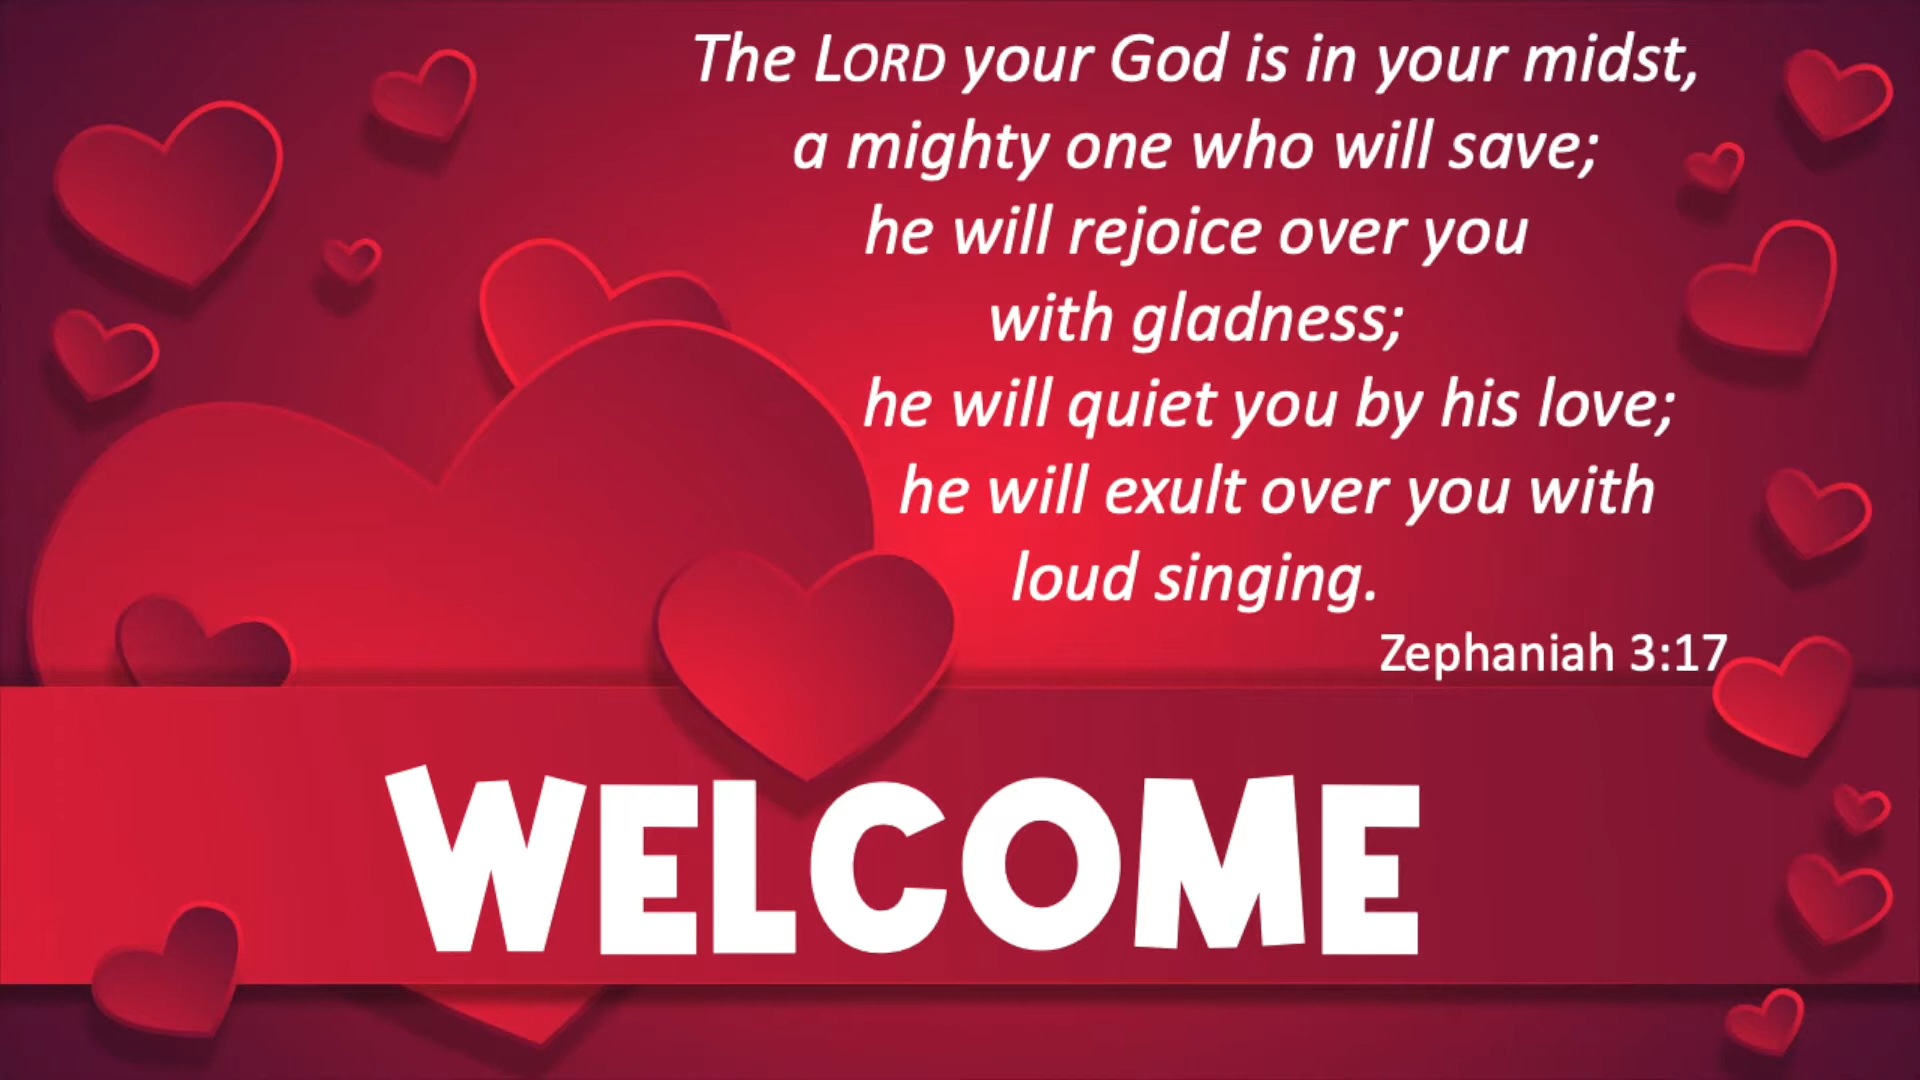 The LORD your God is in your midst,
a mighty one who will save;
he will rejoice over you
with gladness;
he will quiet you by his love;
he will exult over you with
loud singing.
Zephaniah 3:17
WELCOME